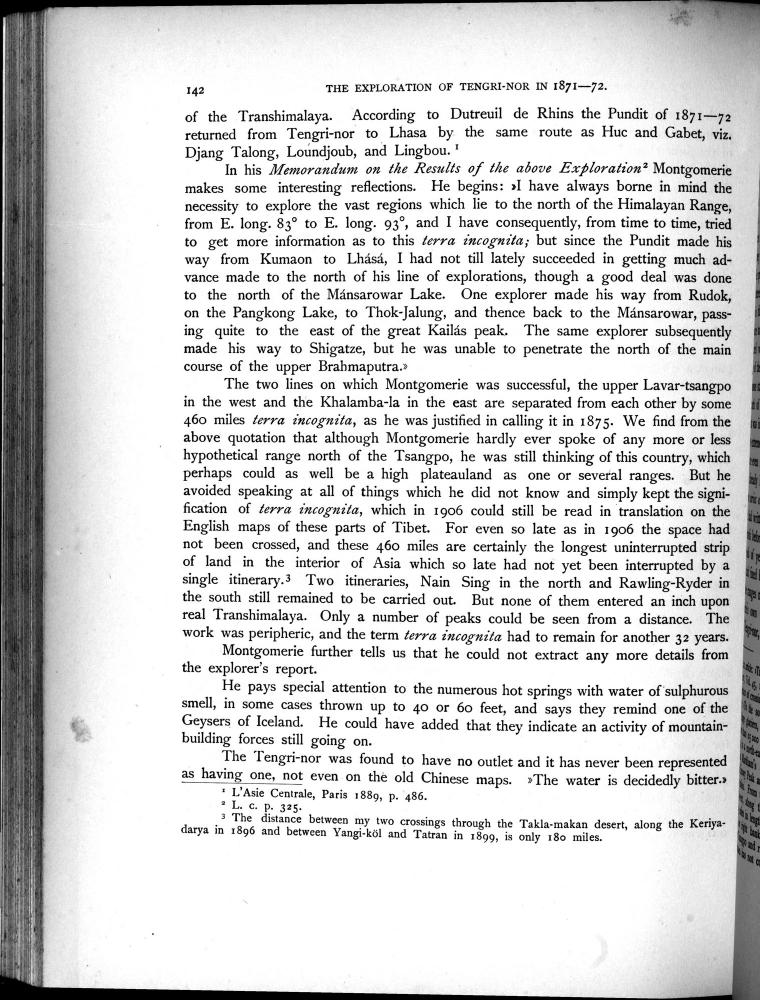 142 THE EXPLORATION OF TENGRI-NOR IN 1871—72.
of the Transhimalaya. According to Dutreuil de Rhins the Pundit of 1871—72
returned from Tengri-nor to Lhasa by the same route as Huc and Gabet, viz.
Djang Talong, Loundjoub, and Lingbou. ¹
In his Memorandum on the Results of the above Exploration² Montgomerie
makes some interesting reflections. He begins: »I have always borne in mind the
necessity to explore the vast regions which lie to the north of the Himalayan Range,
from E. long. 83° to E. long. 93°, and I have consequently, from time to time, tried
to get more information as to this terra incognita; but since the Pundit made his
way from Kumaon to Lhásá, I had not till lately succeeded in getting much ad-
vance made to the north of his line of explorations, though a good deal was done
to the north of the Mánsarowar Lake. One explorer made his way from Rudok,
on the Pangkong Lake, to Thok-Jalung, and thence back to the Mánsarowar, pass-
ing quite to the east of the great Kailás peak. The same explorer subsequently
made his way to Shigatze, but he was unable to penetrate the north of the main
course of the upper Brahmaputra.»
The two lines on which Montgomerie was successful, the upper Lavar-tsangpo
in the west and the Khalamba-la in the east are separated from each other by some
460 miles terra incognita, as he was justified in calling it in 1875. We find from the
above quotation that although Montgomerie hardly ever spoke of any more or less
hypothetical range north of the Tsangpo, he was still thinking of this country, which
perhaps could as well be a high plateauland as one or several ranges. But he
avoided speaking at all of things which he did not know and simply kept the signi-
fication of terra incognita, which in 1906 could still be read in translation on the
English maps of these parts of Tibet. For even so late as in 1906 the space had
not been crossed, and these 460 miles are certainly the longest uninterrupted strip
of land in the interior of Asia which so late had not yet been interrupted by a
single itinerary.³ Two itineraries, Nain Sing in the north and Rawling-Ryder in
the south still remained to be carried out. But none of them entered an inch upon
real Transhimalaya. Only a number of peaks could be seen from a distance. The
work was peripheric, and the term terra incognita had to remain for another 32 years.
Montgomerie further tells us that he could not extract any more details from
the explorer's report.
He pays special attention to the numerous hot springs with water of sulphurous
smell, in some cases thrown up to 40 or 60 feet, and says they remind one of the
Geysers of Iceland. He could have added that they indicate an activity of mountain-
building forces still going on.
The Tengri-nor was found to have no outlet and it has never been represented
as having one, not even on the old Chinese maps. »The water is decidedly bitter.»
¹ L'Asie Centrale, Paris 1889, p. 486.
² L. c. p. 325.
³ The distance between my two crossings through the Takla-makan desert, along the Keriya-
darya in 1896 and between Yangi-köl and Tatran in 1899, is only 180 miles.